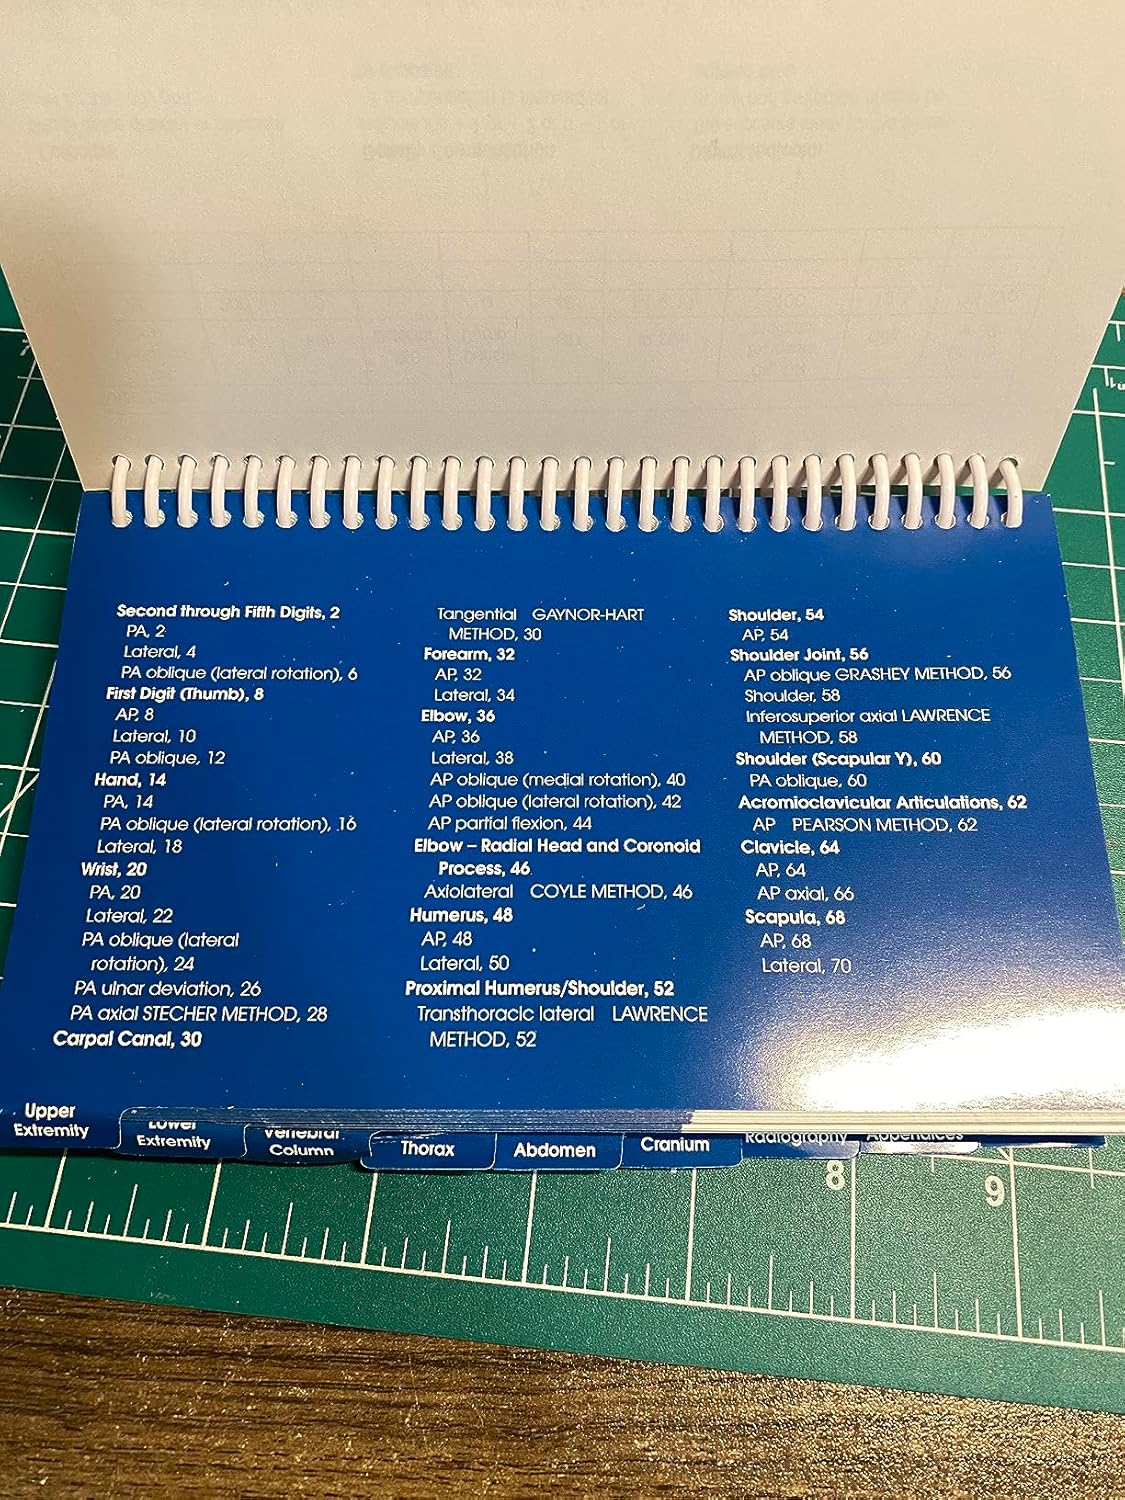 Second through Fifth Digits, 2
PA, 2
Lateral, 4
PA oblique (lateral rotation), 6
First Digit (Thumb), 8
AP, 8
Lateral, 10
PA oblique, 12
Hand, 14
PA, 14
PA oblique (lateral rotation), 16
Lateral, 18
Wrist, 20
PA, 20
Lateral, 22
PA oblique (lateral
rotation), 24
PA ulnar deviation, 26
PA axial STECHER METHOD, 28
Carpal Canal, 30
Tangential GAYNOR-HART
METHOD, 30
Forearm, 32
AP, 32
Lateral, 34
Elbow, 36
AP, 36
Lateral, 38
AP oblique (medial rotation), 40
AP oblique (lateral rotation), 42
AP partial flexion, 44
Elbow – Radial Head and Coronoid
Process, 46
Axiolateral COYLE METHOD, 46
Humerus, 48
AP, 48
Lateral, 50
Proximal Humerus/Shoulder, 52
Transthoracic lateral LAWRENCE
METHOD, 52
Shoulder, 54
AP, 54
Shoulder Joint, 56
AP oblique GRASHEY METHOD, 56
Shoulder, 58
Inferosuperior axial LAWRENCE
METHOD, 58
Shoulder (Scapular Y), 60
PA oblique, 60
Acromioclavicular Articulations, 62
AP PEARSON METHOD, 62
Clavicle, 64
AP, 64
AP axial, 66
Scapula, 68
AP, 68
Lateral, 70
Upper
Extremity
Lower
Extremity
Vertebral
Column
Thorax
Abdomen
Cranium
Radiography
Appendices
8
9